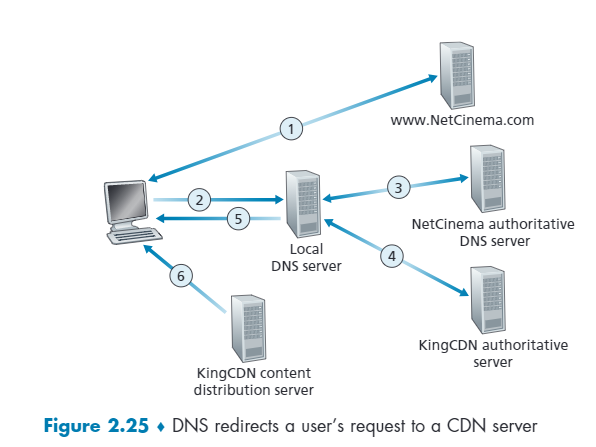 1
www.NetCinema.com
2
3
5
NetCinema authoritative
DNS server
Local
DNS server
4
6
KingCDN authoritative
server
KingCDN content
distribution server
Figure 2.25 ♦ DNS redirects a user's request to a CDN server